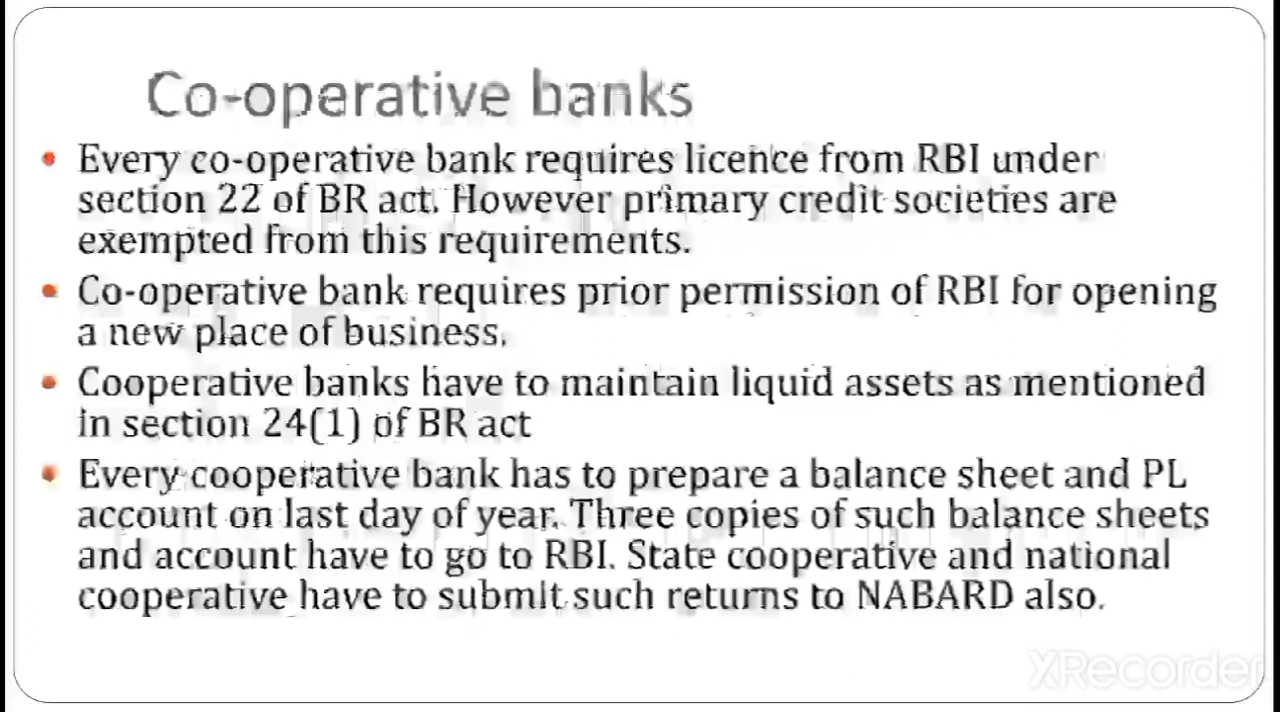 Co-operative banks
Every co-operative bank requires licence from RBI under
section 22 of BR act. However primary credit societies are
exempted from this requirements.
Co-operative bank requires prior permission of RBI for opening
a new place of business.
Cooperative banks have to maintain liquid assets as mentioned
in section 24(1) of BR act
Every cooperative bank has to prepare a balance sheet and PL
account on last day of year. Three copies of such balance sheets
and account have to go to RBI. State cooperative and national
cooperative have to submit such returns to NABARD also.
XRecorder